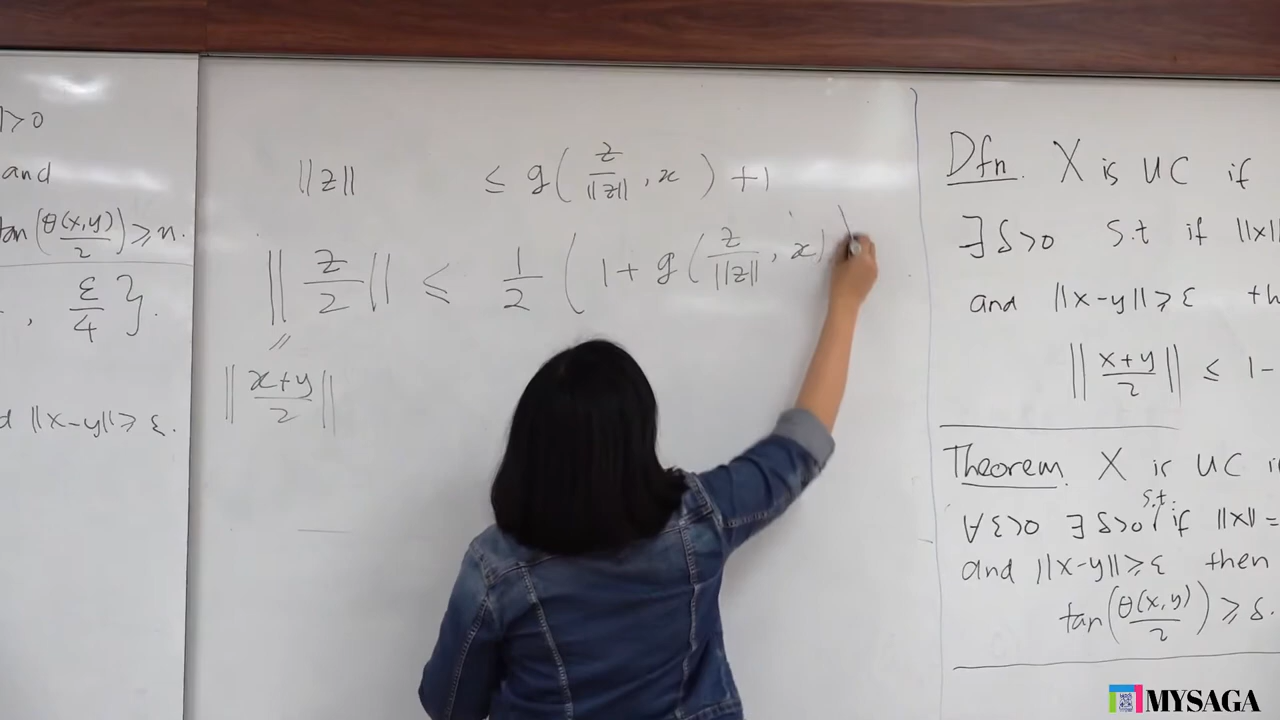 |>0
and
tan(θ(x,y)/2) ≥ n.
, ε/4 }.
d ||x-y|| ≥ ε.
||z|| ≤ g(z/||z||, x) + 1
||z/2|| ≤ 1/2 (1 + g(z/||z||, x)
=
||x+y/2||
Dfn. X is UC if
∃ δ>0 s.t if ||x||
and ||x-y|| ≥ ε th
||x+y/2|| ≤ 1-
Theorem. X is UC i
∀ ε>0 ∃ δ>0 s.t. if ||x|| =
and ||x-y|| ≥ ε then
tan(θ(x,y)/2) ≥ δ.
MYSAGA